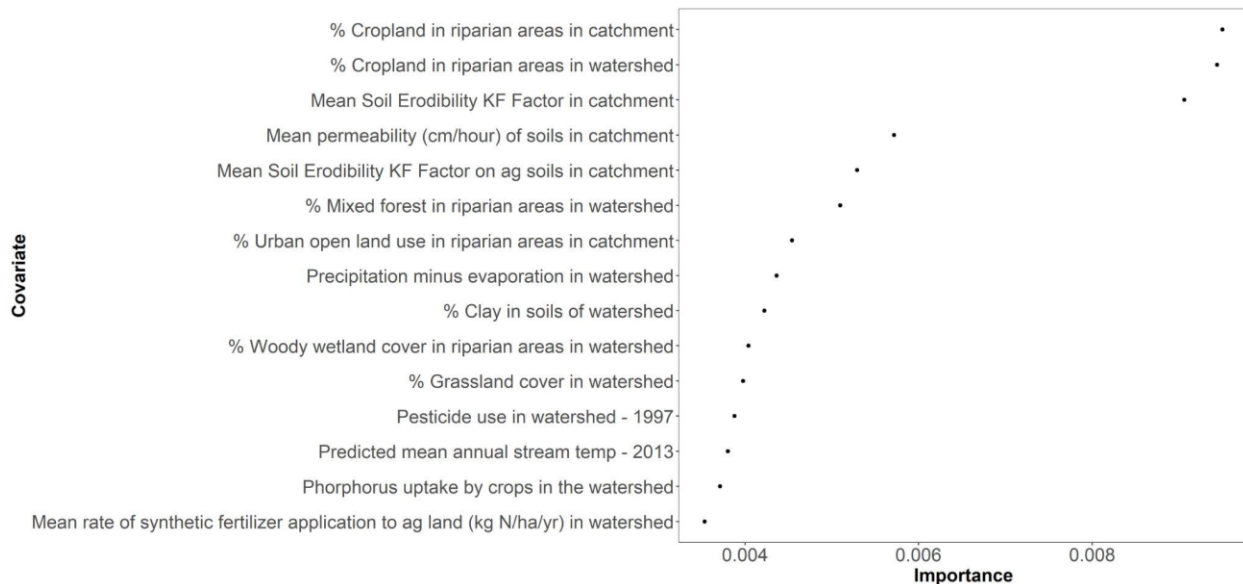 % Cropland in riparian areas in catchment
% Cropland in riparian areas in watershed
Mean Soil Erodibility KF Factor in catchment
Mean permeability (cm/hour) of soils in catchment
Mean Soil Erodibility KF Factor on ag soils in catchment
% Mixed forest in riparian areas in watershed
% Urban open land use in riparian areas in catchment
Precipitation minus evaporation in watershed
% Clay in soils of watershed
% Woody wetland cover in riparian areas in watershed
% Grassland cover in watershed
Pesticide use in watershed - 1997
Predicted mean annual stream temp - 2013
Phorphorus uptake by crops in the watershed
Mean rate of synthetic fertilizer application to ag land (kg N/ha/yr) in watershed
Covariate
0.004 0.006 0.008
Importance